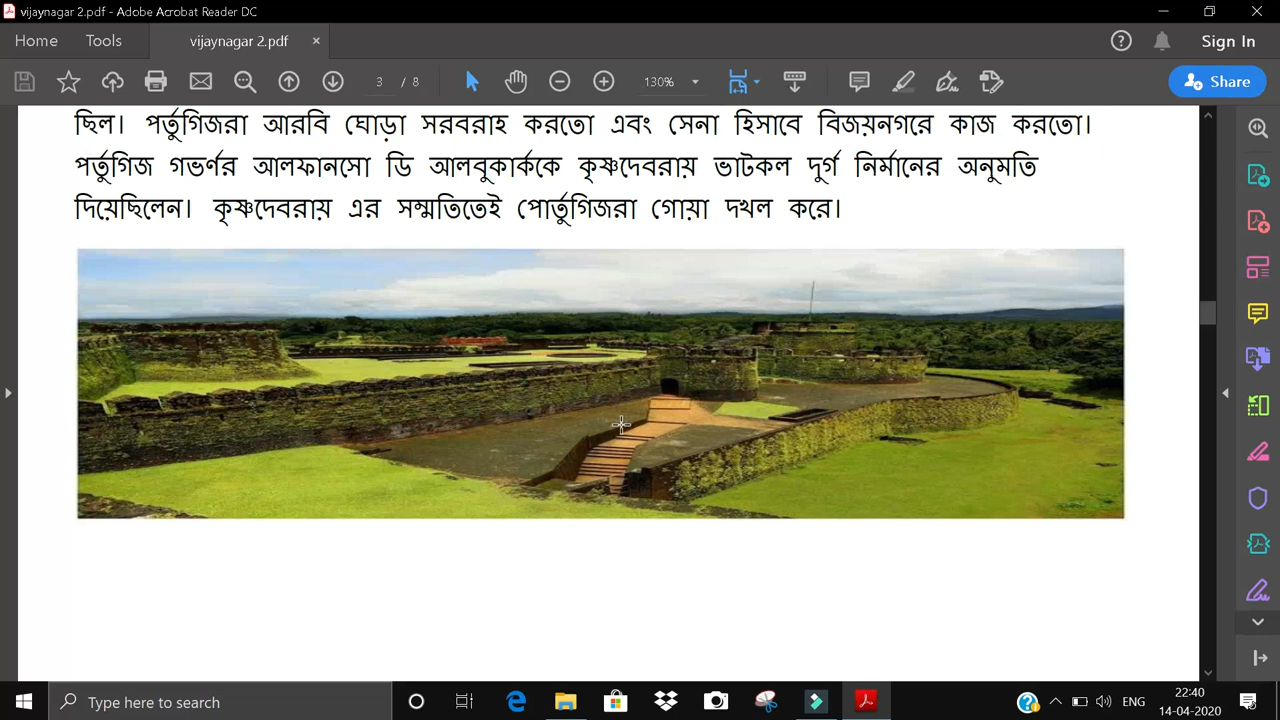 vijaynagar 2.pdf - Adobe Acrobat Reader DC
Home Tools vijaynagar 2.pdf × Sign In
3 / 8 130% Share
ছিল। পর্তুগিজরা আরবি ঘোড়া সরবরাহ করতো এবং সেনা হিসাবে বিজয়নগরে কাজ করতো।
পর্তুগিজ গভর্ণর আলফানসো ডি আলবুকার্ককে কৃষ্ণদেবরায় ভাটকল দুর্গ নির্মানের অনুমতি
দিয়েছিলেন। কৃষ্ণদেবরায় এর সম্মতিতেই পোর্তুগিজরা গোয়া দখল করে।
Type here to search ENG 22:40
14-04-2020